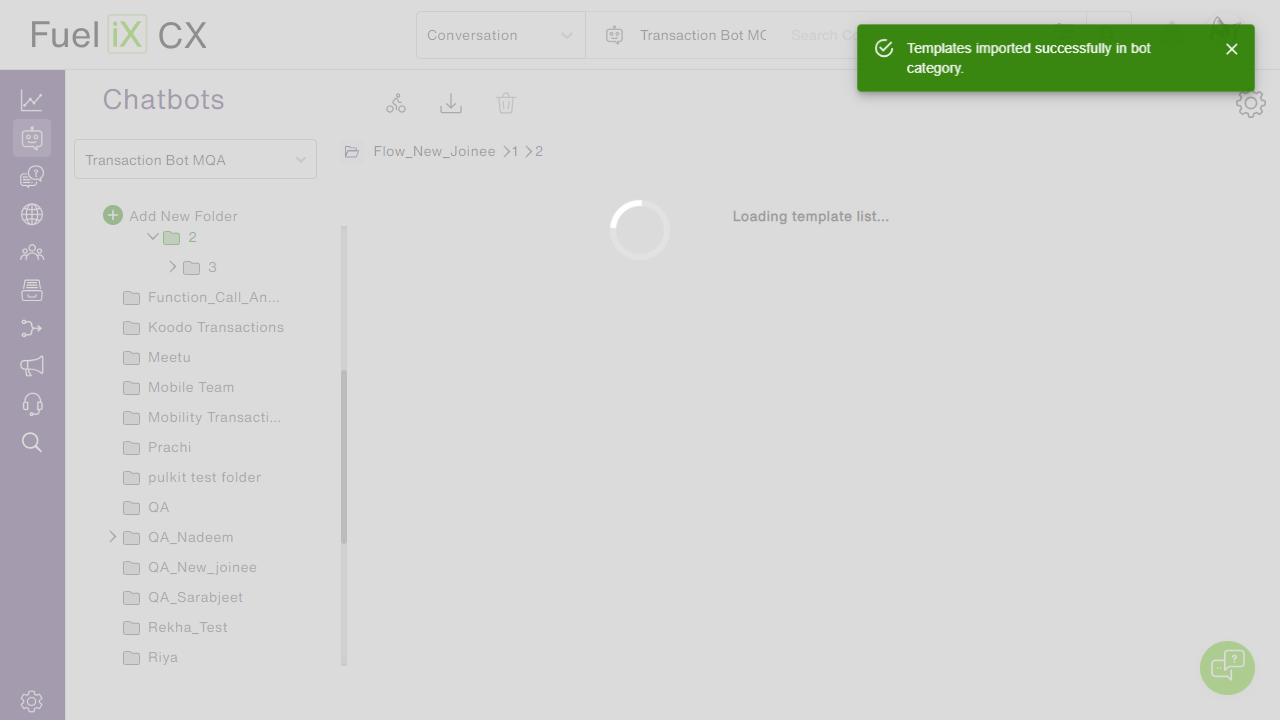 Fuel iX CX
Conversation
Transaction Bot MQ
Search Co
Templates imported successfully in bot
category.
Chatbots
Transaction Bot MQA
Flow_New_Joinee >1 >2
Add New Folder
Loading template list...
2
3
Function_Call_An...
Koodo Transactions
Meetu
Mobile Team
Mobility Transacti...
Prachi
pulkit test folder
QA
QA_Nadeem
QA_New_joinee
QA_Sarabjeet
Rekha_Test
Riya